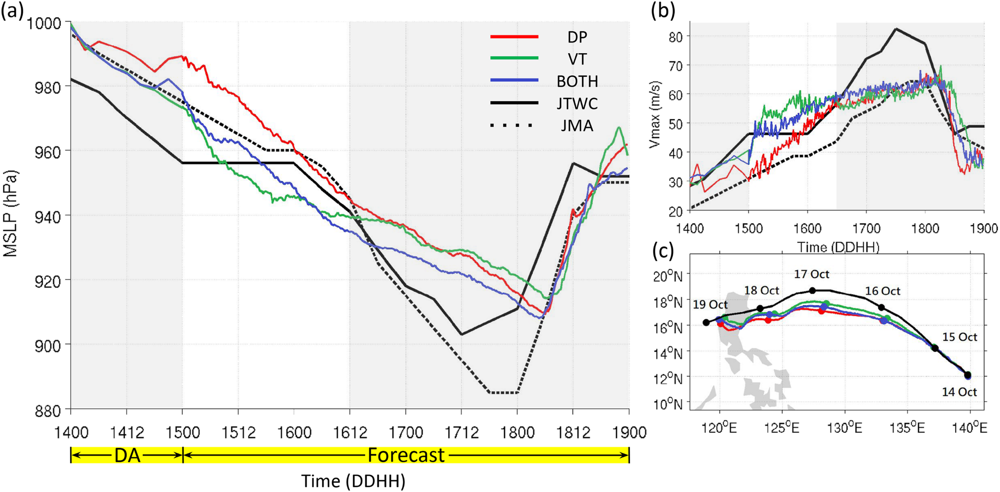 (a)
1000
980
960
940
920
900
880
MSLP (hPa)
DP
VT
BOTH
JTWC
JMA
1400 1412 1500 1512 1600 1612 1700 1712 1800 1812 1900
DA Forecast
Time (DDHH)
(b)
80
70
60
50
40
30
20
Vmax (m/s)
1400 1500 1600 1700 1800 1900
Time (DDHH)
(c)
20°N
18°N
16°N
14°N
12°N
10°N
17 Oct
18 Oct
16 Oct
19 Oct
15 Oct
14 Oct
120°E 125°E 130°E 135°E 140°E